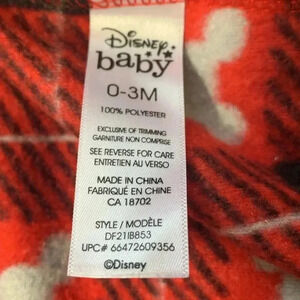 Disney
baby
0-3M
100% POLYESTER
EXCLUSIVE OF TRIMMING
GARNITURE NON COMPRISE
SEE REVERSE FOR CARE
ENTRETIEN AU VERSO
MADE IN CHINA
FABRIQUÉ EN CHINE
CA 18702
STYLE / MODÈLE
DF21IB853
UPC# 66472609356
©Disney